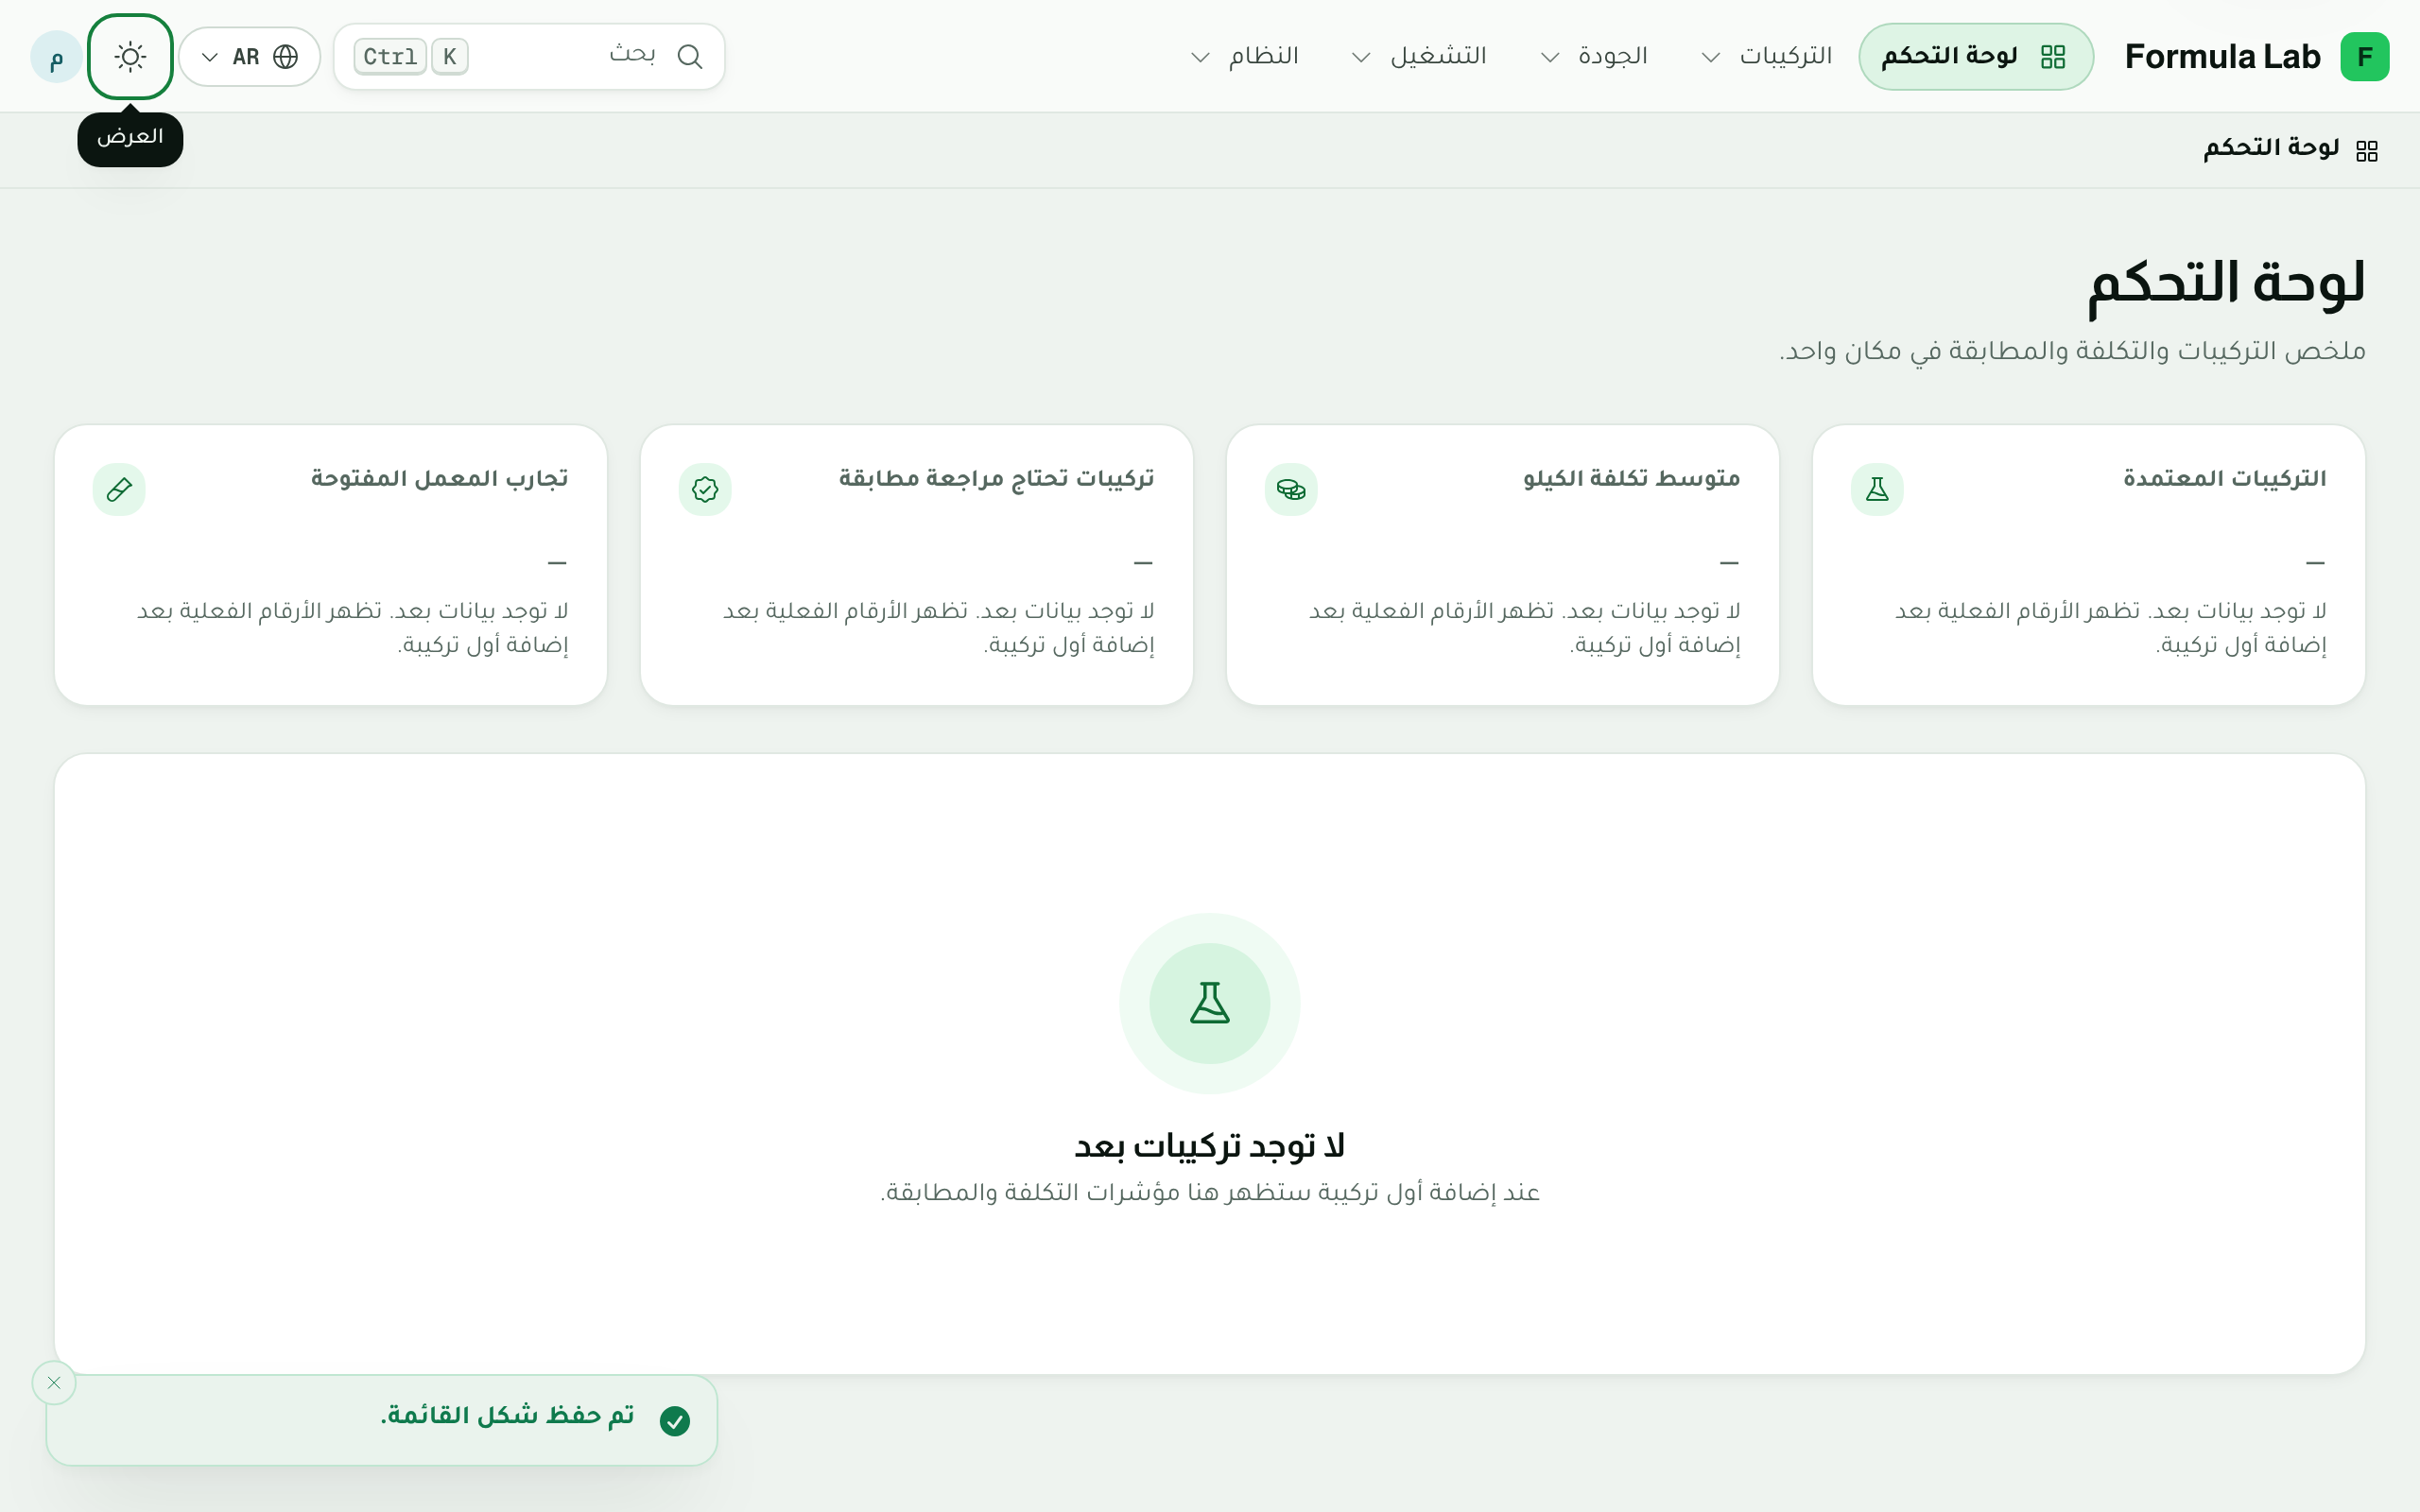 F Formula Lab
لوحة التحكم
التركيبات
الجودة
التشغيل
النظام
بحث
Ctrl K
AR
م
العرض
لوحة التحكم
لوحة التحكم
ملخص التركيبات والتكلفة والمطابقة في مكان واحد.
التركيبات المعتمدة
—
لا توجد بيانات بعد. تظهر الأرقام الفعلية بعد
إضافة أول تركيبة.
متوسط تكلفة الكيلو
—
لا توجد بيانات بعد. تظهر الأرقام الفعلية بعد
إضافة أول تركيبة.
تركيبات تحتاج مراجعة مطابقة
—
لا توجد بيانات بعد. تظهر الأرقام الفعلية بعد
إضافة أول تركيبة.
تجارب المعمل المفتوحة
—
لا توجد بيانات بعد. تظهر الأرقام الفعلية بعد
إضافة أول تركيبة.
لا توجد تركيبات بعد
عند إضافة أول تركيبة ستظهر هنا مؤشرات التكلفة والمطابقة.
تم حفظ شكل القائمة.